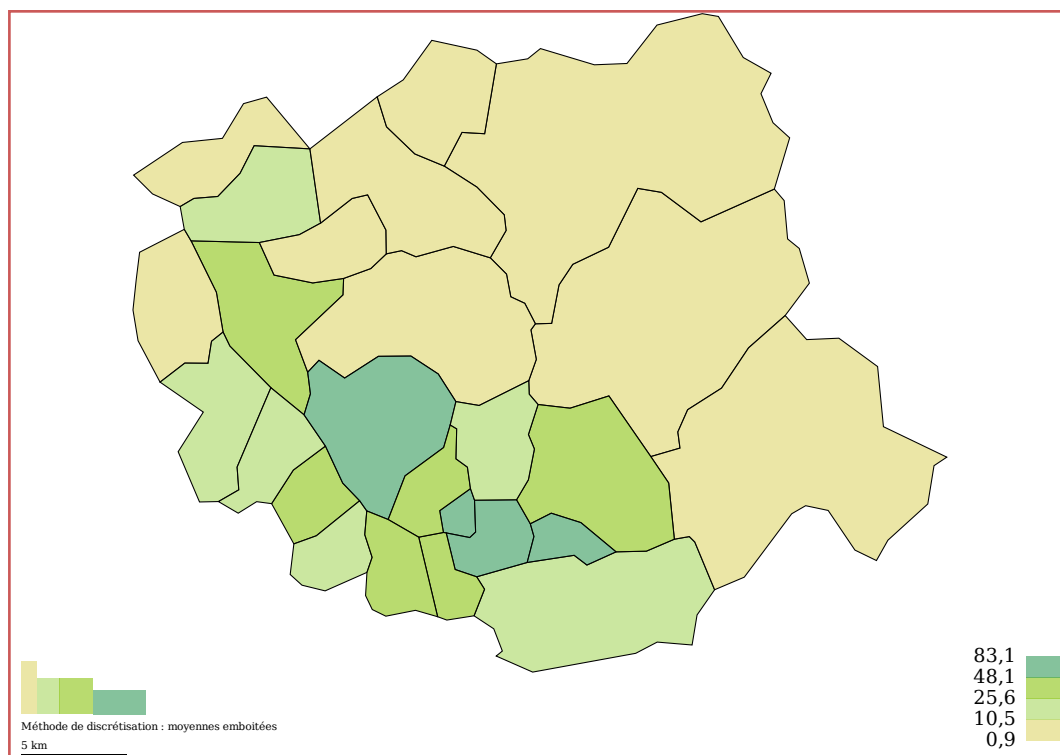 83,1
48,1
25,6
10,5
0,9
Méthode de discrétisation : moyennes emboitées
5 km